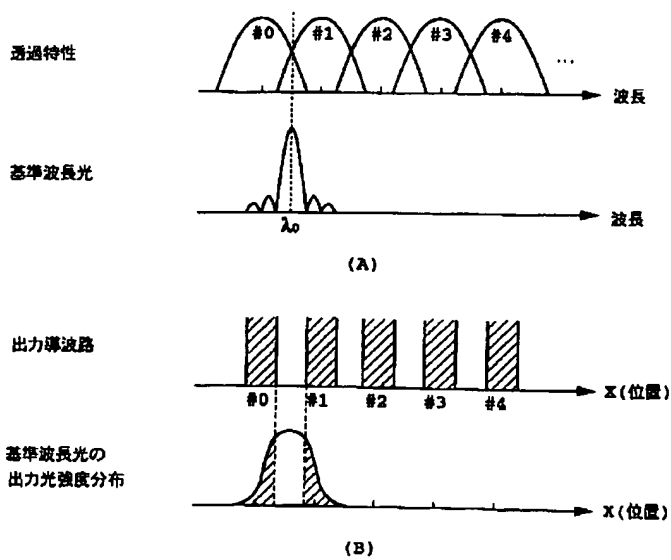 透過特性
#0 #1 #2 #3 #4 ...
波長
基準波長光
λ0
波長
(A)
出力導波路
#0 #1 #2 #3 #4
X(位置)
基準波長光の
出力光強度分布
X(位置)
(B)